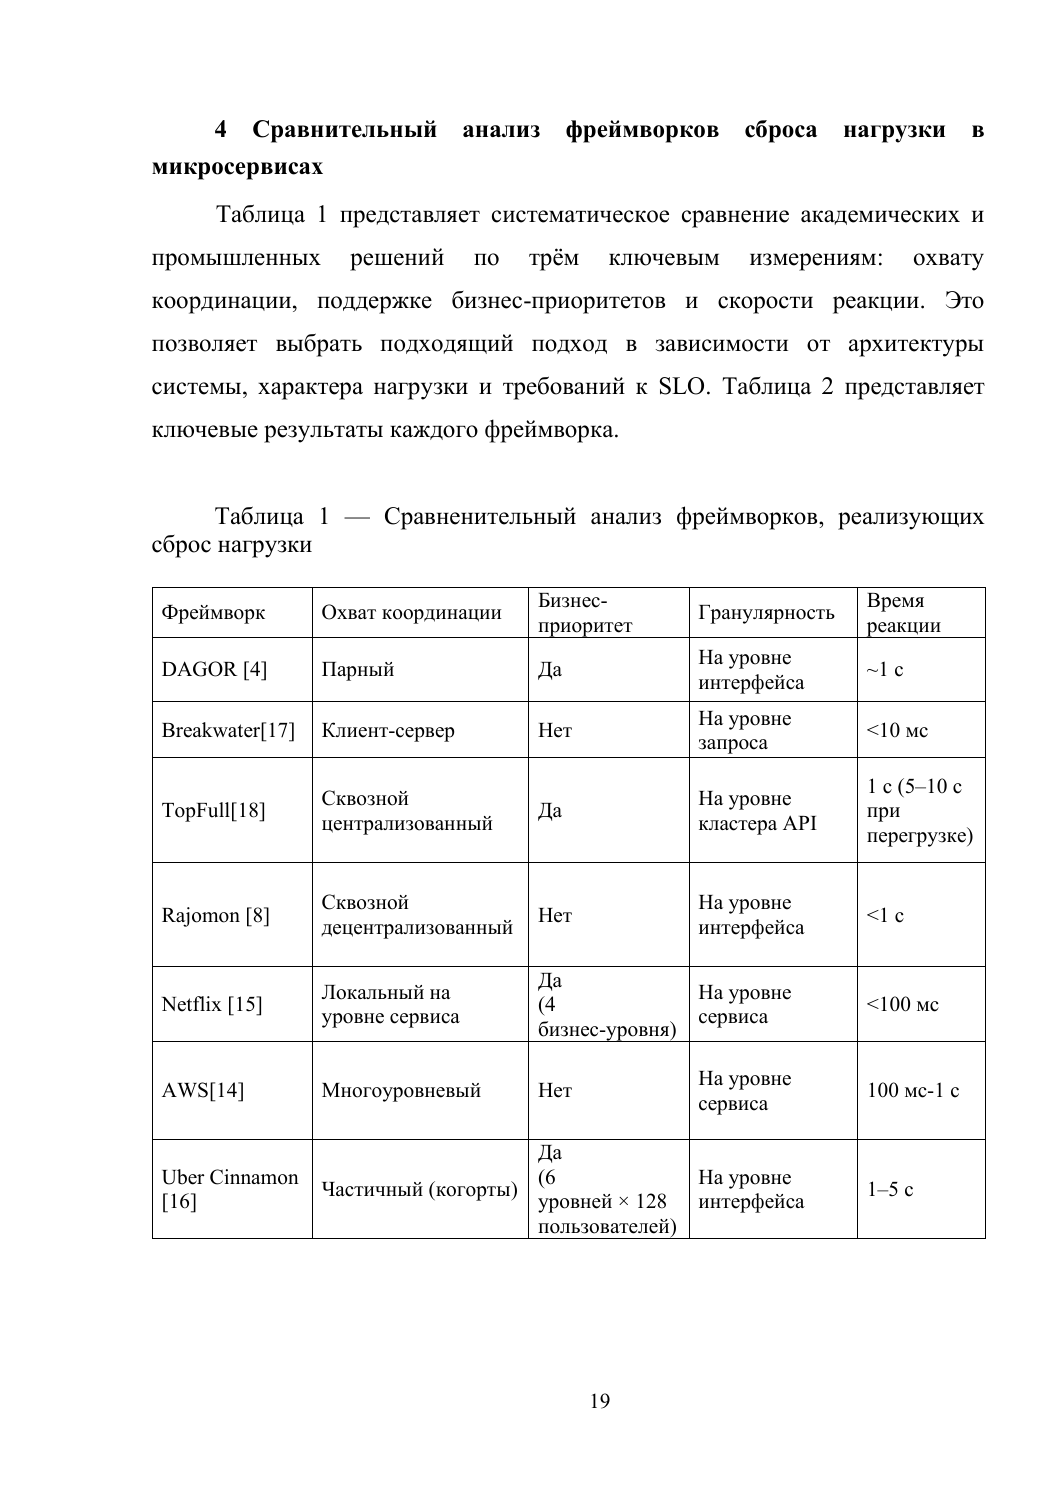 4 Сравнительный анализ фреймворков сброса нагрузки в
микросервисах
Таблица 1 представляет систематическое сравнение академических и
промышленных решений по трём ключевым измерениям: охвату
координации, поддержке бизнес-приоритетов и скорости реакции. Это
позволяет выбрать подходящий подход в зависимости от архитектуры
системы, характера нагрузки и требований к SLO. Таблица 2 представляет
ключевые результаты каждого фреймворка.
Таблица 1 — Сравненительный анализ фреймворков, реализующих
сброс нагрузки
Фреймворк
Охват координации
Бизнес-
приоритет
Гранулярность
Время
реакции
DAGOR [4]
Парный
Да
На уровне
интерфейса
~1 с
Breakwater[17]
Клиент-сервер
Нет
На уровне
запроса
<10 мс
TopFull[18]
Сквозной
централизованный
Да
На уровне
кластера API
1 с (5–10 с
при
перегрузке)
Rajomon [8]
Сквозной
децентрализованный
Нет
На уровне
интерфейса
<1 с
Netflix [15]
Локальный на
уровне сервиса
Да
(4
бизнес-уровня)
На уровне
сервиса
<100 мс
AWS[14]
Многоуровневый
Нет
На уровне
сервиса
100 мс-1 с
Uber Cinnamon
[16]
Частичный (когорты)
Да
(6
уровней × 128
пользователей)
На уровне
интерфейса
1–5 с
19